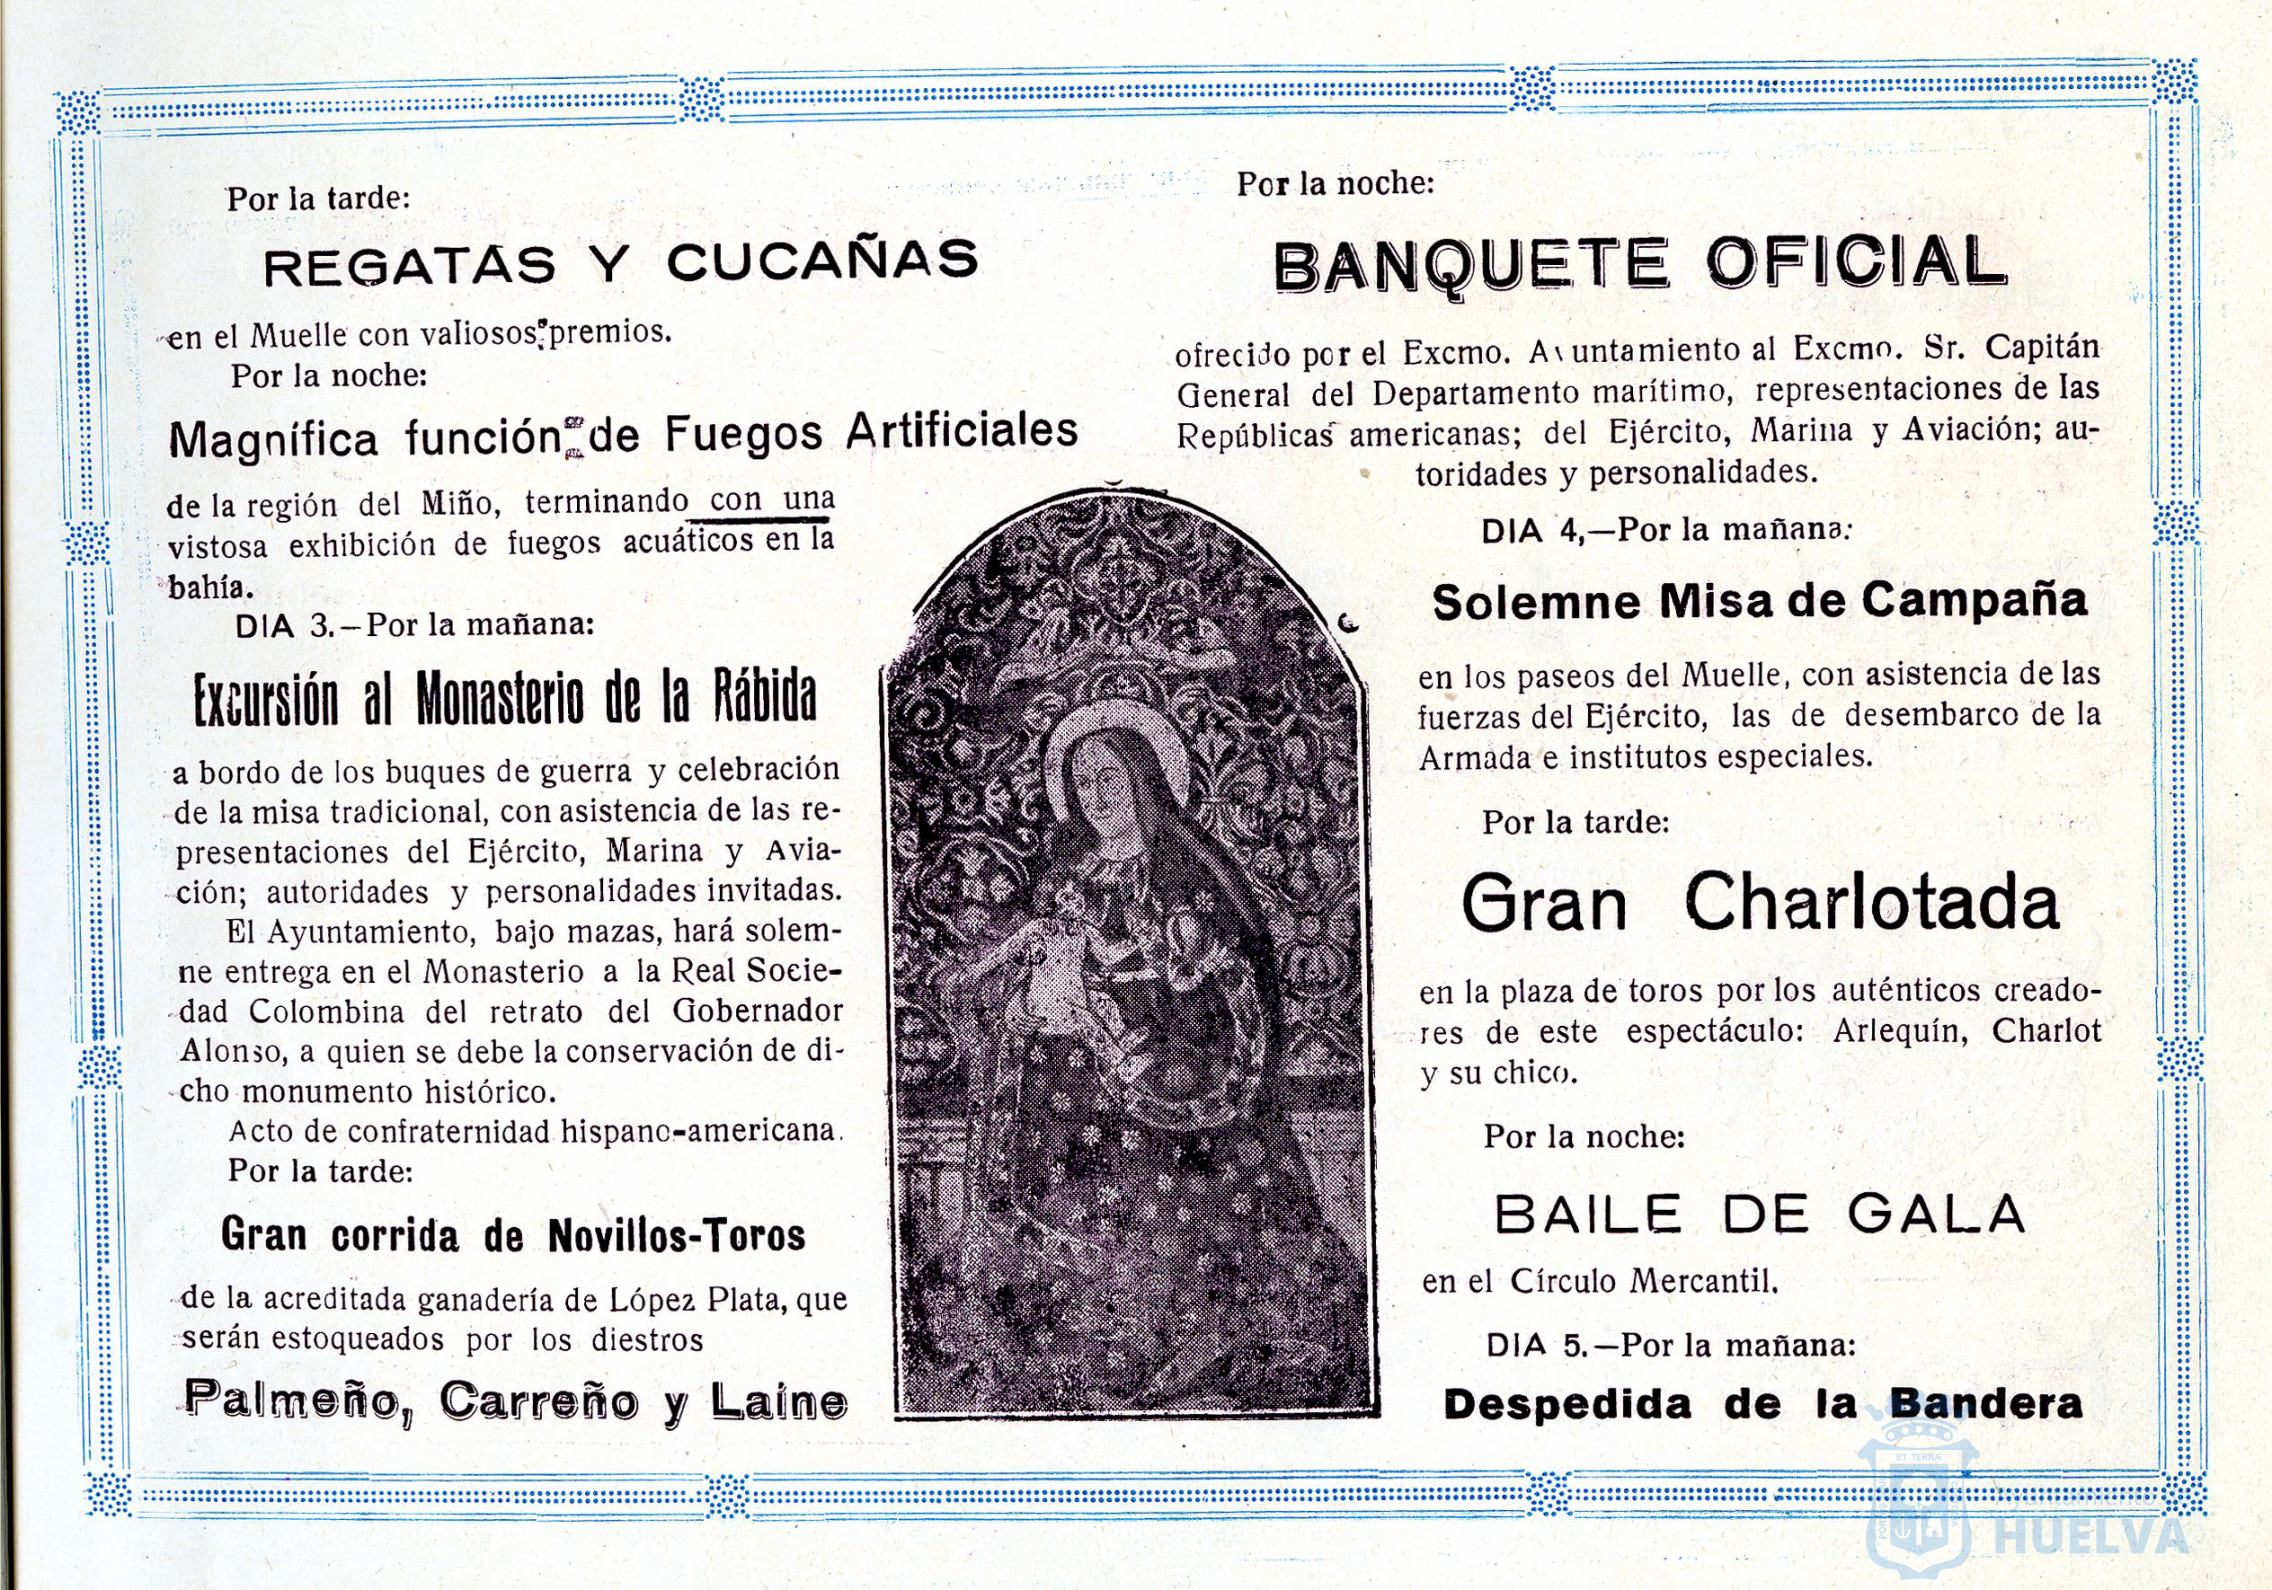 Por la tarde:
REGATAS Y CUCAÑAS
en el Muelle con valiosos premios.
Por la noche:
Magnífica función de Fuegos Artificiales
de la región del Miño, terminando con una
vistosa exhibición de fuegos acuáticos en la
bahía.
DIA 3.—Por la mañana:
Excursión al Monasterio de la Rábida
a bordo de los buques de guerra y celebración
de la misa tradicional, con asistencia de las re-
presentaciones del Ejército, Marina y Avia-
ción; autoridades y personalidades invitadas.
El Ayuntamiento, bajo mazas, hará solem-
ne entrega en el Monasterio a la Real Socie-
dad Colombina del retrato del Gobernador
Alonso, a quien se debe la conservación de di-
cho monumento histórico.
Acto de confraternidad hispano-americana.
Por la tarde:
Gran corrida de Novillos-Toros
de la acreditada ganadería de López Plata, que
serán estoqueados por los diestros
Palmeño, Carreño y Laine
Por la noche:
BANQUETE OFICIAL
ofrecido por el Excmo. Ayuntamiento al Excmo. Sr. Capitán
General del Departamento marítimo, representaciones de las
Repúblicas americanas; del Ejército, Marina y Aviación; au-
toridades y personalidades.
DIA 4,—Por la mañana:
Solemne Misa de Campaña
en los paseos del Muelle, con asistencia de las
fuerzas del Ejército, las de desembarco de la
Armada e institutos especiales.
Por la tarde:
Gran Charlotada
en la plaza de toros por los auténticos creado-
res de este espectáculo: Arlequín, Charlot
y su chico.
Por la noche:
BAILE DE GALA
en el Círculo Mercantil.
DIA 5.—Por la mañana:
Despedida de la Bandera
ET TERRÆ
Ayuntamiento
HUELVA